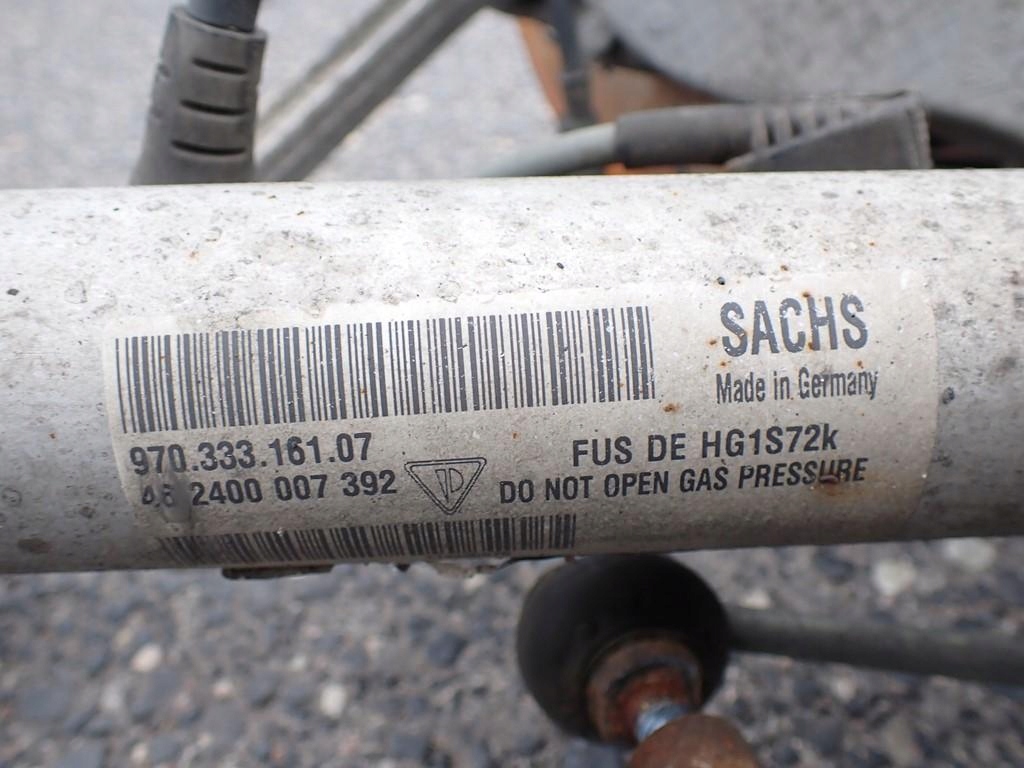 SACHS
Made in Germany
970.333.161.07
46 2400 007 392
FUS DE HG1S72k
DO NOT OPEN GAS PRESSURE